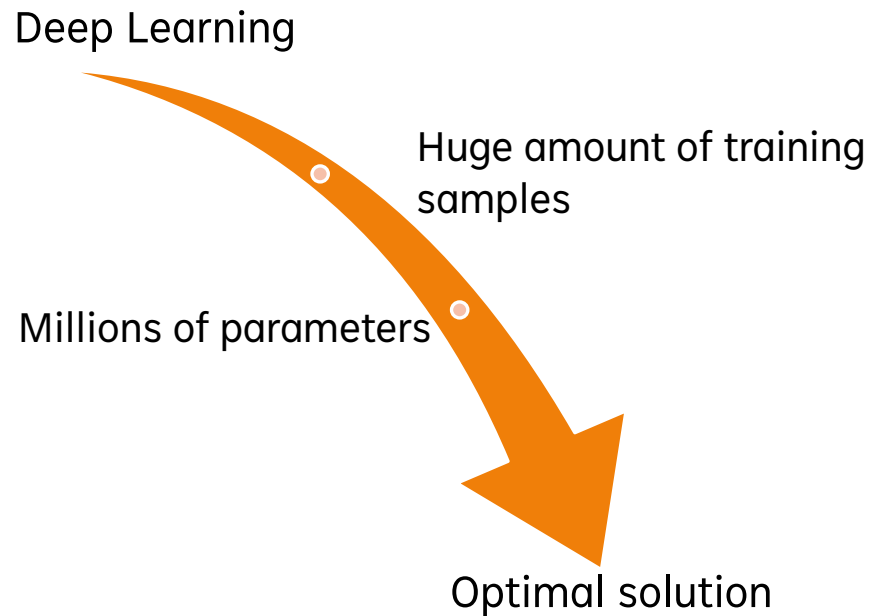 Deep Learning
Huge amount of training
samples
Millions of parameters
Optimal solution